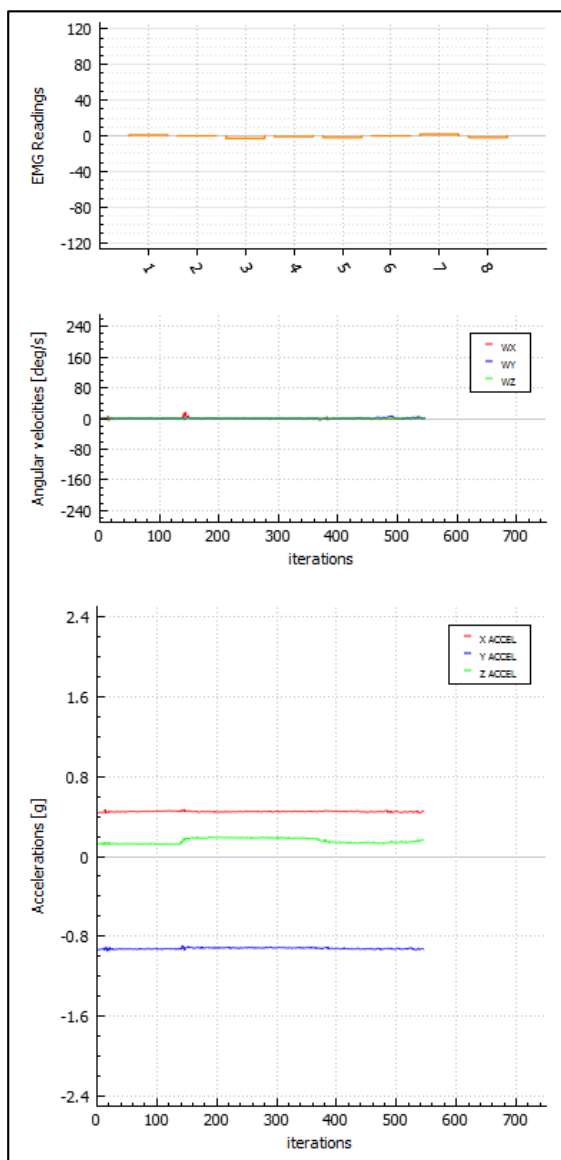 EMG Readings
120
80
40
0
-40
-80
-120
1 2 3 4 5 6 7 8
Angular velocities [deg/s]
240
160
80
0
-80
-160
-240
WX
WY
WZ
0 100 200 300 400 500 600 700
iterations
Accelerations [g]
2.4
1.6
0.8
0
-0.8
-1.6
-2.4
X ACCEL
Y ACCEL
Z ACCEL
0 100 200 300 400 500 600 700
iterations